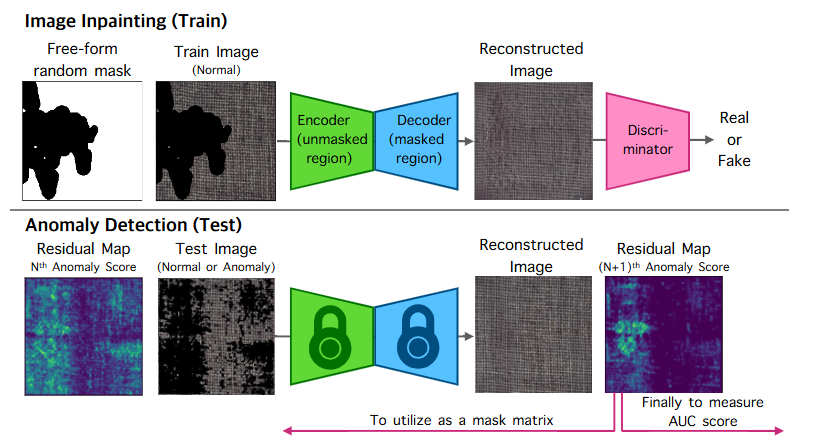 Image Inpainting (Train)
Free-form
random mask
Train Image
(Normal)
Reconstructed
Image
Encoder
(unmasked
region)
Decoder
(masked
region)
Discri-
minator
Real
or
Fake
Anomaly Detection (Test)
Residual Map
Nth Anomaly Score
Test Image
(Normal or Anomaly)
Reconstructed
Image
Residual Map
(N+1)th Anomaly Score
To utilize as a mask matrix
Finally to measure
AUC score